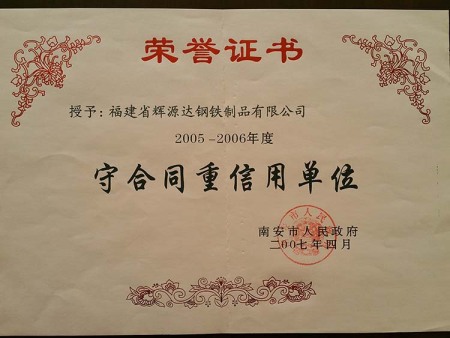 荣誉证书
授予：福建省辉源达钢铁制品有限公司
2005-2006年度
守合同重信用单位
南安市人民政府
二00七年四月